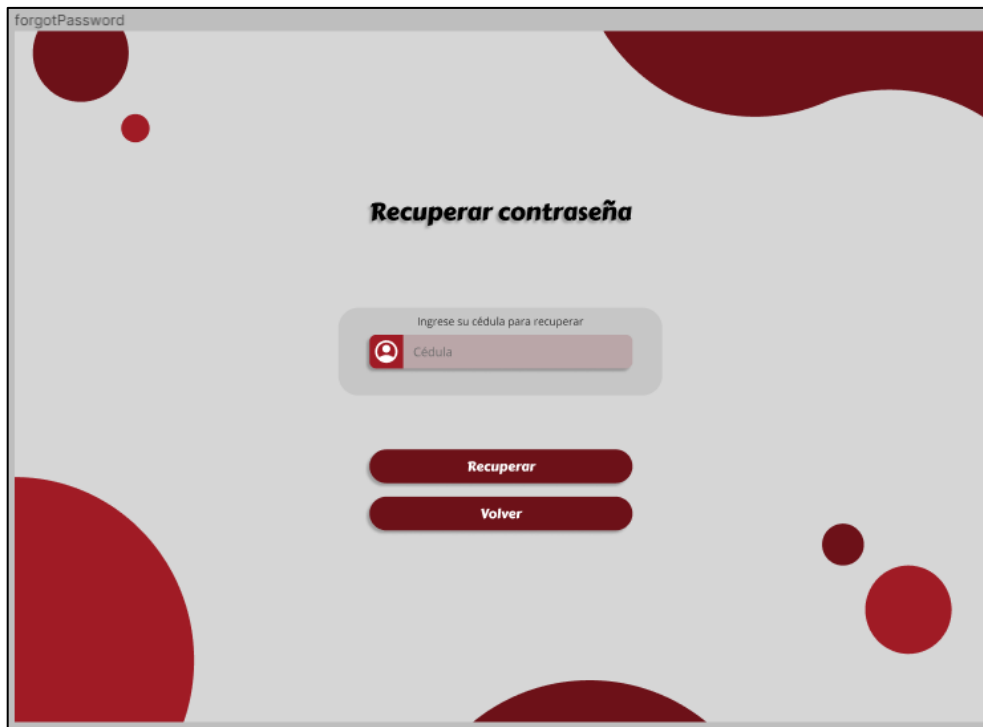 forgotPassword
Recuperar contraseña
Ingrese su cédula para recuperar
Cédula
Recuperar
Volver